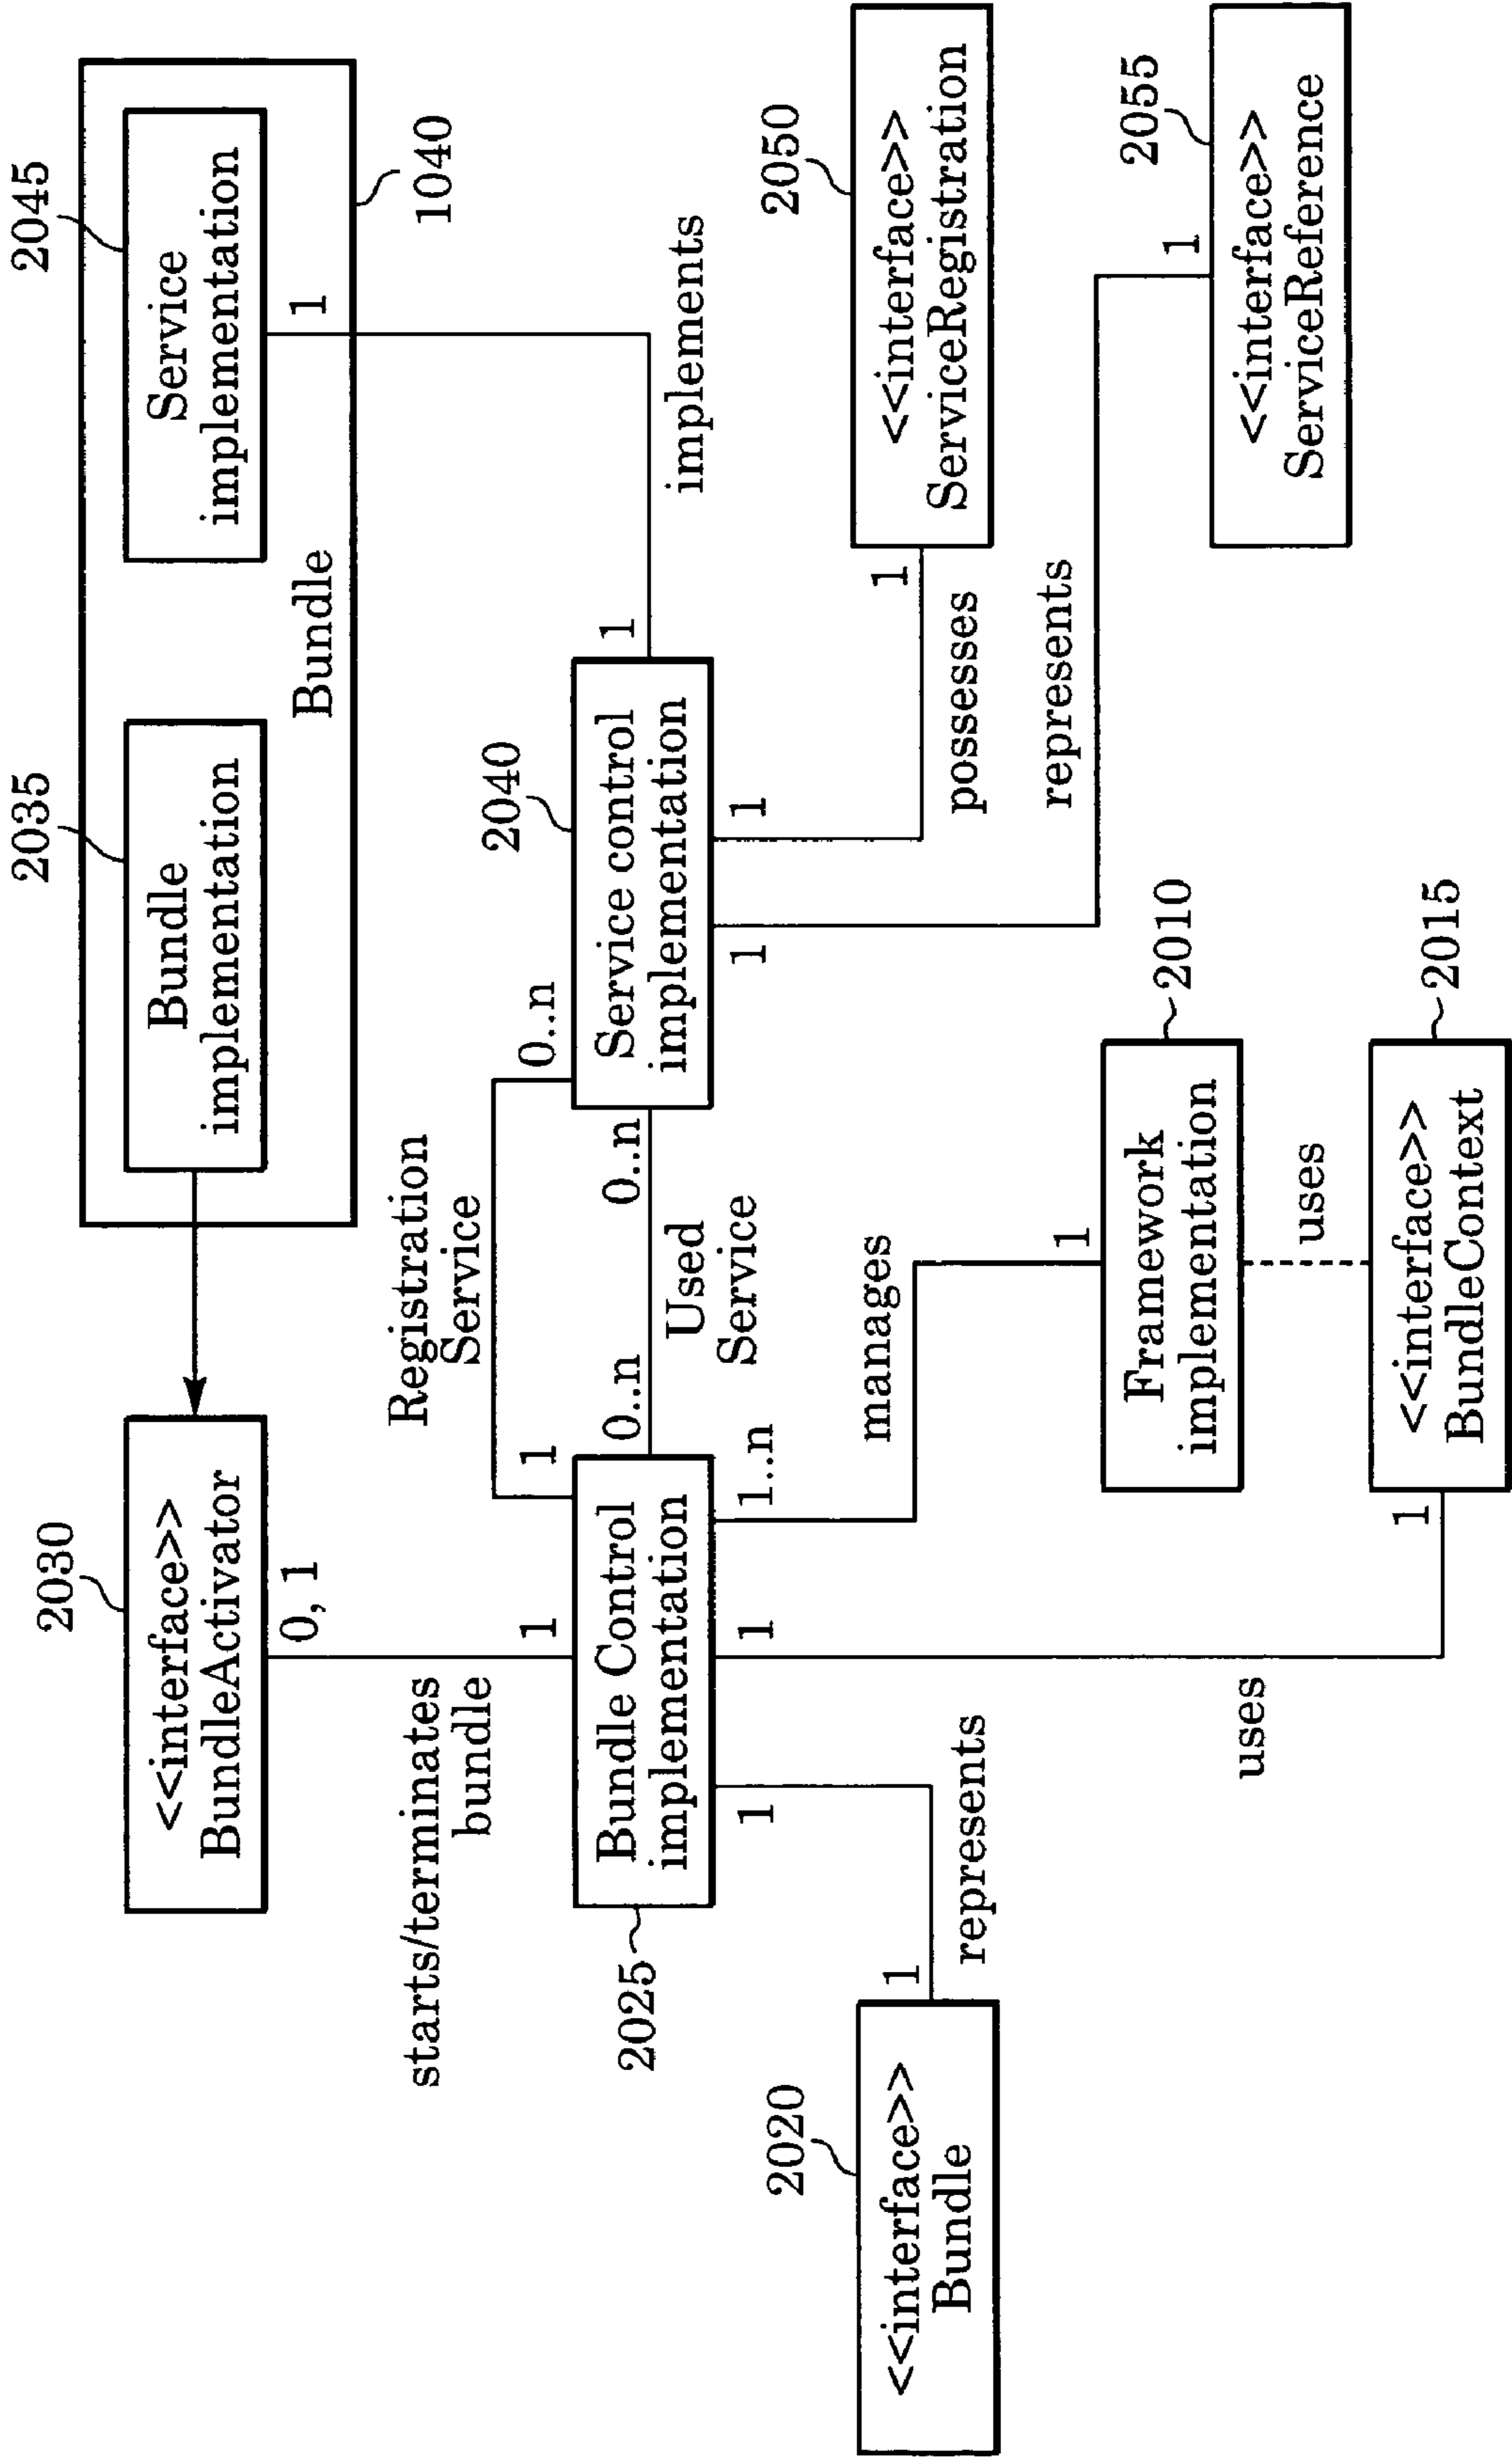 2030
<<interface>>
BundleActivator
0, 1
starts/terminates
bundle
1
2035
Bundle
implementation
2045
Service
implementation
1
Bundle
1040
Registration
Service
1
0..n
2040
Service control
implementation
1
implements
2025
Bundle Control
implementation
0..n
Used
Service
0..n
1
1
1..n
1
1
2020
<<interface>>
Bundle
1
represents
manages
possesses
1
2050
<<interface>>
ServiceRegistration
represents
1
2055
<<interface>>
ServiceReference
1
Framework
implementation
2010
uses
uses
1
<<interface>>
BundleContext
2015